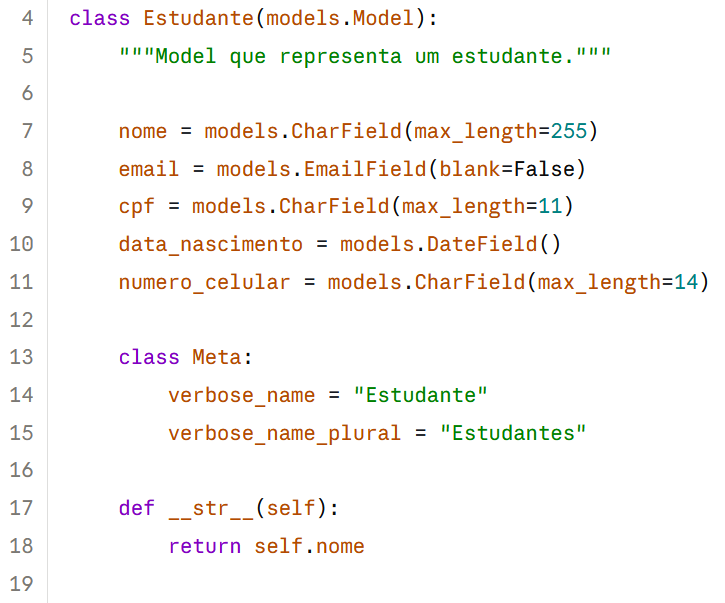 4 class Estudante(models.Model):
5     """Model que representa um estudante."""
6
7     nome = models.CharField(max_length=255)
8     email = models.EmailField(blank=False)
9     cpf = models.CharField(max_length=11)
10     data_nascimento = models.DateField()
11     numero_celular = models.CharField(max_length=14)
12
13     class Meta:
14         verbose_name = "Estudante"
15         verbose_name_plural = "Estudantes"
16
17     def __str__(self):
18         return self.nome
19